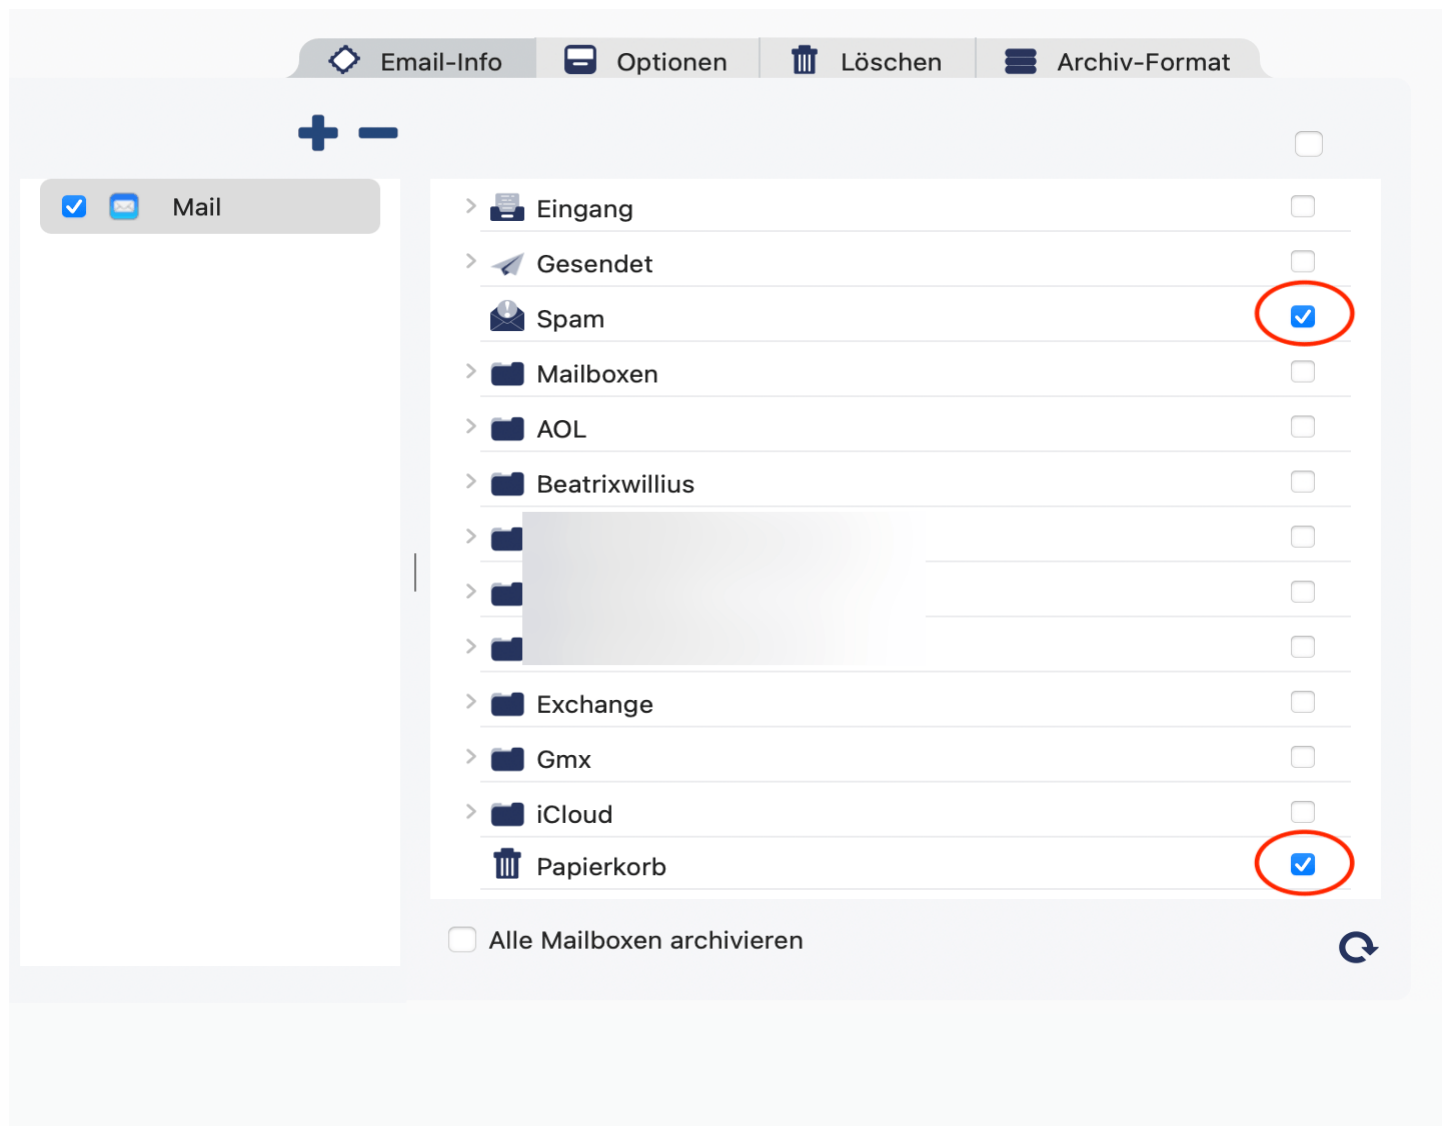 Email-Info
Optionen
Löschen
Archiv-Format
Mail
Eingang
Gesendet
Spam
Mailboxen
AOL
Beatrixwillius
Exchange
Gmx
iCloud
Papierkorb
Alle Mailboxen archivieren